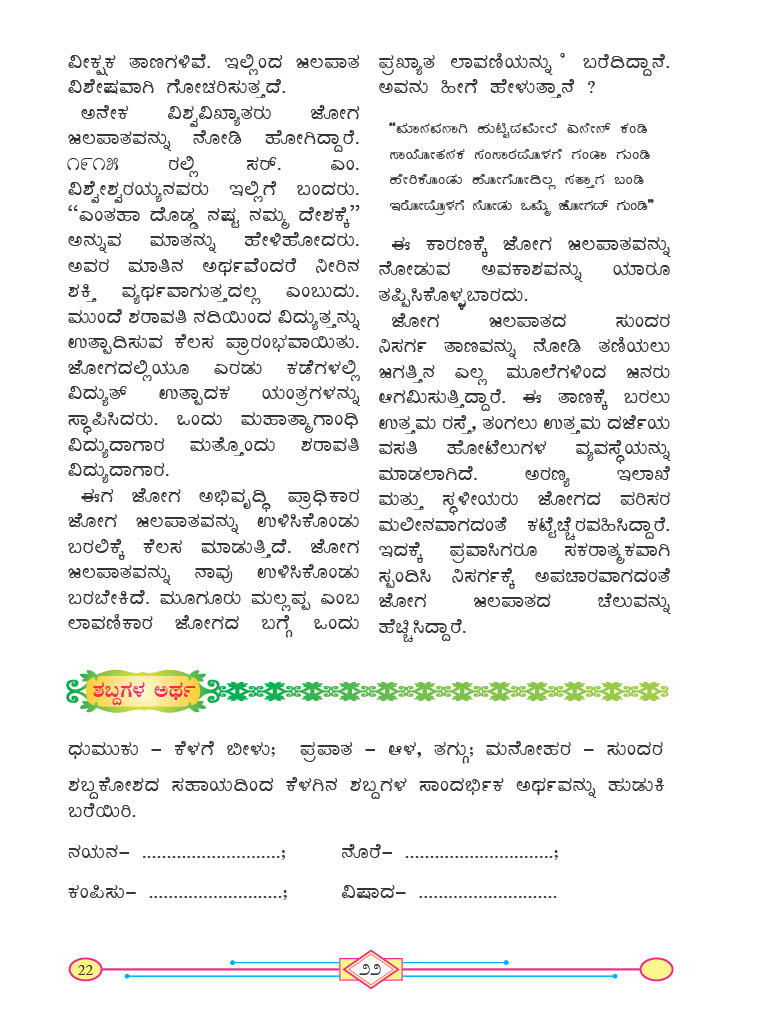 ವೀಕ್ಷಕ ತಾಣಗಳಿವೆ. ಇಲ್ಲಿಂದ ಜಲಪಾತ
ವಿಶೇಷವಾಗಿ ಗೋಚರಿಸುತ್ತದೆ.
ಅನೇಕ ವಿಶ್ವವಿಖ್ಯಾತರು ಜೋಗ
ಜಲಪಾತವನ್ನು ನೋಡಿ ಹೋಗಿದ್ದಾರೆ.
೧೯೧೫ ರಲ್ಲಿ ಸರ್. ಎಂ.
ವಿಶ್ವೇಶ್ವರಯ್ಯನವರು ಇಲ್ಲಿಗೆ ಬಂದರು.
“ಎಂತಹಾ ದೊಡ್ಡ ನಷ್ಟ ನಮ್ಮ ದೇಶಕ್ಕೆ”
ಅನ್ನುವ ಮಾತನ್ನು ಹೇಳಿಹೋದರು.
ಅವರ ಮಾತಿನ ಅರ್ಥವೆಂದರೆ ನೀರಿನ
ಶಕ್ತಿ ವ್ಯರ್ಥವಾಗುತ್ತದಲ್ಲ ಎಂಬುದು.
ಮುಂದೆ ಶರಾವತಿ ನದಿಯಿಂದ ವಿದ್ಯುತ್ತನ್ನು
ಉತ್ಪಾದಿಸುವ ಕೆಲಸ ಪ್ರಾರಂಭವಾಯಿತು.
ಜೋಗದಲ್ಲಿಯೂ ಎರಡು ಕಡೆಗಳಲ್ಲಿ
ವಿದ್ಯುತ್ ಉತ್ಪಾದಕ ಯಂತ್ರಗಳನ್ನು
ಸ್ಥಾಪಿಸಿದರು. ಒಂದು ಮಹಾತ್ಮಾಗಾಂಧಿ
ವಿದ್ಯುದಾಗಾರ ಮತ್ತೊಂದು ಶರಾವತಿ
ವಿದ್ಯುದಾಗಾರ.
ಈಗ ಜೋಗ ಅಭಿವೃದ್ಧಿ ಪ್ರಾಧಿಕಾರ
ಜೋಗ ಜಲಪಾತವನ್ನು ಉಳಿಸಿಕೊಂಡು
ಬರಲಿಕ್ಕೆ ಕೆಲಸ ಮಾಡುತ್ತಿದೆ. ಜೋಗ
ಜಲಪಾತವನ್ನು ನಾವು ಉಳಿಸಿಕೊಂಡು
ಬರಬೇಕಿದೆ. ಮೂಗೂರು ಮಲ್ಲಪ್ಪ ಎಂಬ
ಲಾವಣಿಕಾರ ಜೋಗದ ಬಗ್ಗೆ ಒಂದು
ಪ್ರಖ್ಯಾತ ಲಾವಣಿಯನ್ನು ಬರೆದಿದ್ದಾನೆ.
ಅವನು ಹೀಗೆ ಹೇಳುತ್ತಾನೆ ?
“ಮಾನವನಾಗಿ ಹುಟ್ಟಿದಮೇಲೆ ಏನೇನ್ ಕಂಡಿ
ಸಾಯೋತನಕ ಸಂಸಾರದೊಳಗೆ ಗಂಡಾ ಗುಂಡಿ
ಹೇರಿಕೊಂಡು ಹೋಗೋದಿಲ್ಲ ಸತ್ತಾಗ ಬಂಡಿ
ಇರೋದ್ರೊಳಗೆ ನೋಡು ಒಮ್ಮೆ ಜೋಗದ್ ಗುಂಡಿ”
ಈ ಕಾರಣಕ್ಕೆ ಜೋಗ ಜಲಪಾತವನ್ನು
ನೋಡುವ ಅವಕಾಶವನ್ನು ಯಾರೂ
ತಪ್ಪಿಸಿಕೊಳ್ಳಬಾರದು.
ಜೋಗ ಜಲಪಾತದ ಸುಂದರ
ನಿಸರ್ಗ ತಾಣವನ್ನು ನೋಡಿ ತಣಿಯಲು
ಜಗತ್ತಿನ ಎಲ್ಲ ಮೂಲೆಗಳಿಂದ ಜನರು
ಆಗಮಿಸುತ್ತಿದ್ದಾರೆ. ಈ ತಾಣಕ್ಕೆ ಬರಲು
ಉತ್ತಮ ರಸ್ತೆ, ತಂಗಲು ಉತ್ತಮ ದರ್ಜೆಯ
ವಸತಿ ಹೋಟೆಲುಗಳ ವ್ಯವಸ್ಥೆಯನ್ನು
ಮಾಡಲಾಗಿದೆ. ಅರಣ್ಯ ಇಲಾಖೆ
ಮತ್ತು ಸ್ಥಳೀಯರು ಜೋಗದ ಪರಿಸರ
ಮಲೀನವಾಗದಂತೆ ಕಟ್ಟೆಚ್ಚೆರವಹಿಸಿದ್ದಾರೆ.
ಇದಕ್ಕೆ ಪ್ರವಾಸಿಗರೂ ಸಕರಾತ್ಮಕವಾಗಿ
ಸ್ಪಂದಿಸಿ ನಿಸರ್ಗಕ್ಕೆ ಅಪಚಾರವಾಗದಂತೆ
ಜೋಗ ಜಲಪಾತದ ಚೆಲುವನ್ನು
ಹೆಚ್ಚಿಸಿದ್ದಾರೆ.
ಶಬ್ದಗಳ ಅರ್ಥ
ಧುಮುಕು – ಕೆಳಗೆ ಬೀಳು; ಪ್ರಪಾತ – ಆಳ, ತಗ್ಗು; ಮನೋಹರ – ಸುಂದರ
ಶಬ್ದಕೋಶದ ಸಹಾಯದಿಂದ ಕೆಳಗಿನ ಶಬ್ದಗಳ ಸಾಂದರ್ಭಿಕ ಅರ್ಥವನ್ನು ಹುಡುಕಿ
ಬರೆಯಿರಿ.
ನಯನ– ............................; ನೊರೆ– ..............................;
ಕಂಪಿಸು– ...........................; ವಿಷಾದ– ............................
22 ೨೨